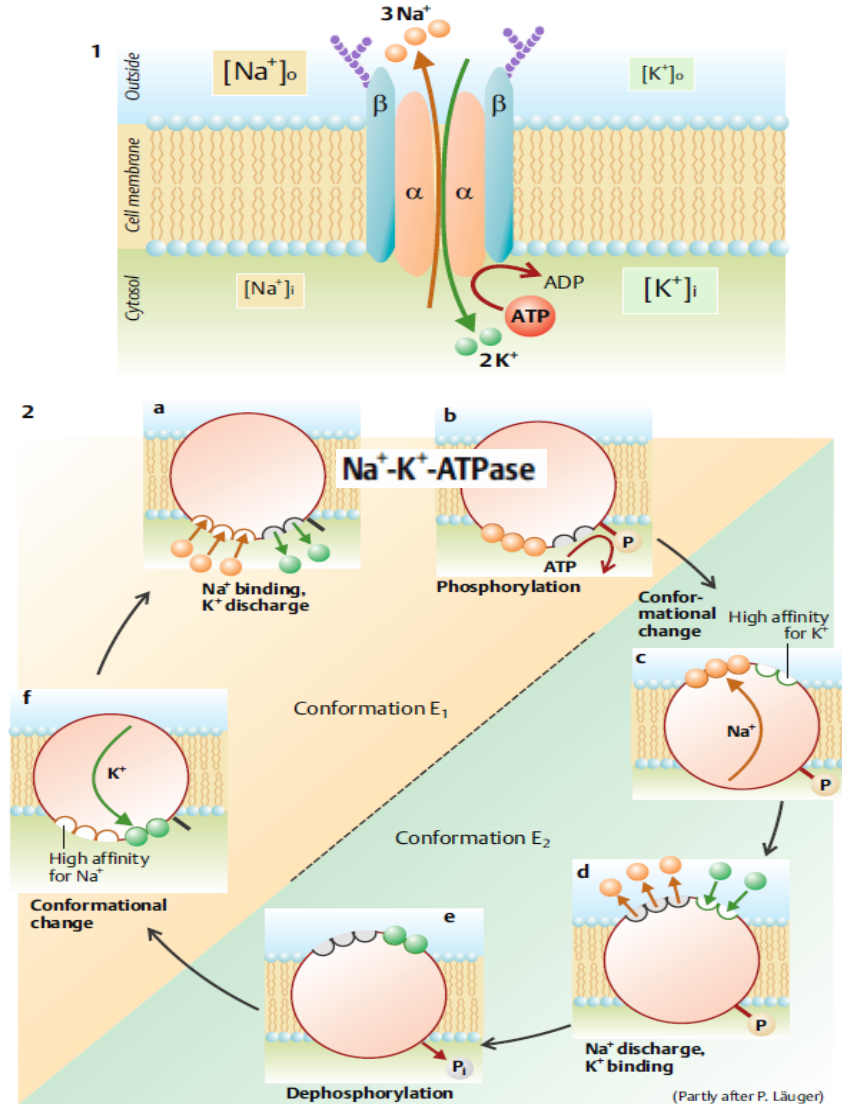 1
Outside
Cell membrane
Cytosol
3 Na⁺
[Na⁺]o
[K⁺]o
β
β
α
α
[Na⁺]i
ADP
[K⁺]i
ATP
2 K⁺
2
a
b
Na⁺-K⁺-ATPase
P
ATP
Na⁺ binding,
K⁺ discharge
Phosphorylation
Confor-
mational
change
High affinity
for K⁺
c
f
Conformation E₁
Na⁺
K⁺
P
Conformation E₂
High affinity
for Na⁺
Conformational
change
d
e
P
Pi
Na⁺ discharge,
K⁺ binding
Dephosphorylation
(Partly after P. Läuger)